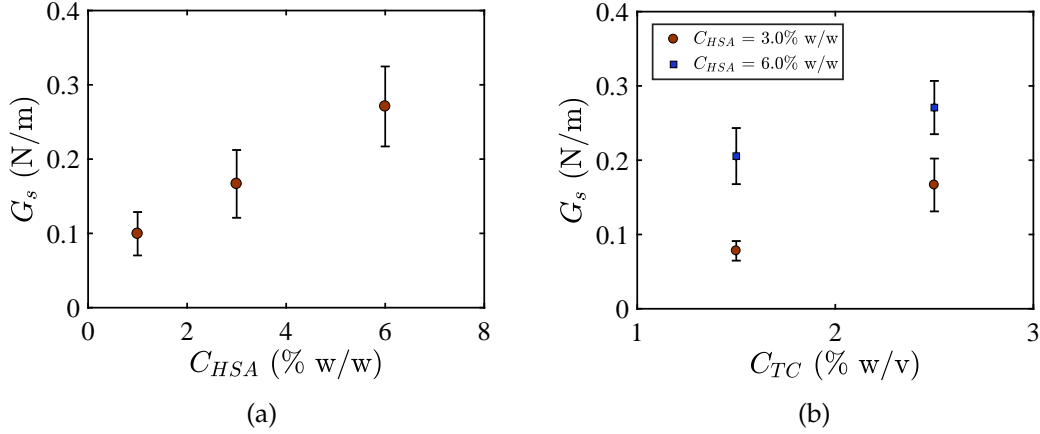 0.4
0.3
0.2
0.1
0
G_s (N/m)
0 2 4 6 8
C_HSA (% w/w)
(a)
0.4
0.3
0.2
0.1
0
G_s (N/m)
C_HSA = 3.0% w/w
C_HSA = 6.0% w/w
1 2 3
C_TC (% w/v)
(b)